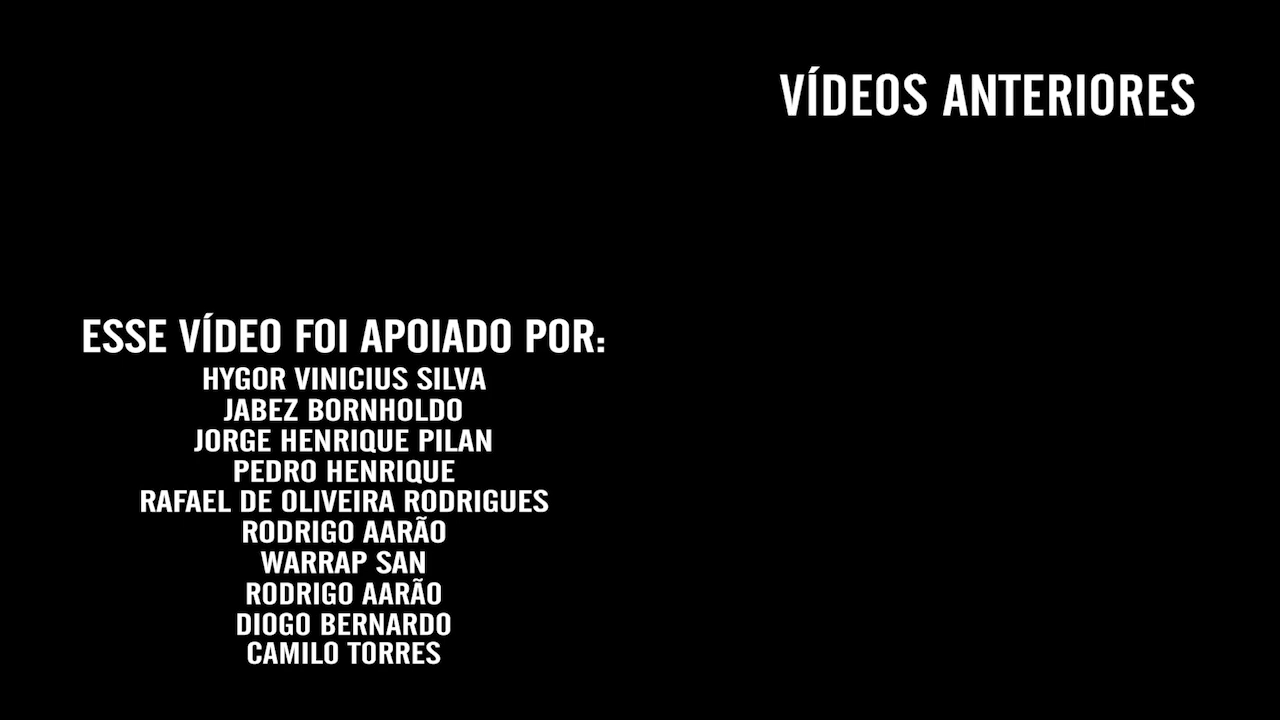 VÍDEOS ANTERIORES
ESSE VÍDEO FOI APOIADO POR:
HYGOR VINICIUS SILVA
JABEZ BORNHOLDO
JORGE HENRIQUE PILAN
PEDRO HENRIQUE
RAFAEL DE OLIVEIRA RODRIGUES
RODRIGO AARÃO
WARRAP SAN
RODRIGO AARÃO
DIOGO BERNARDO
CAMILO TORRES